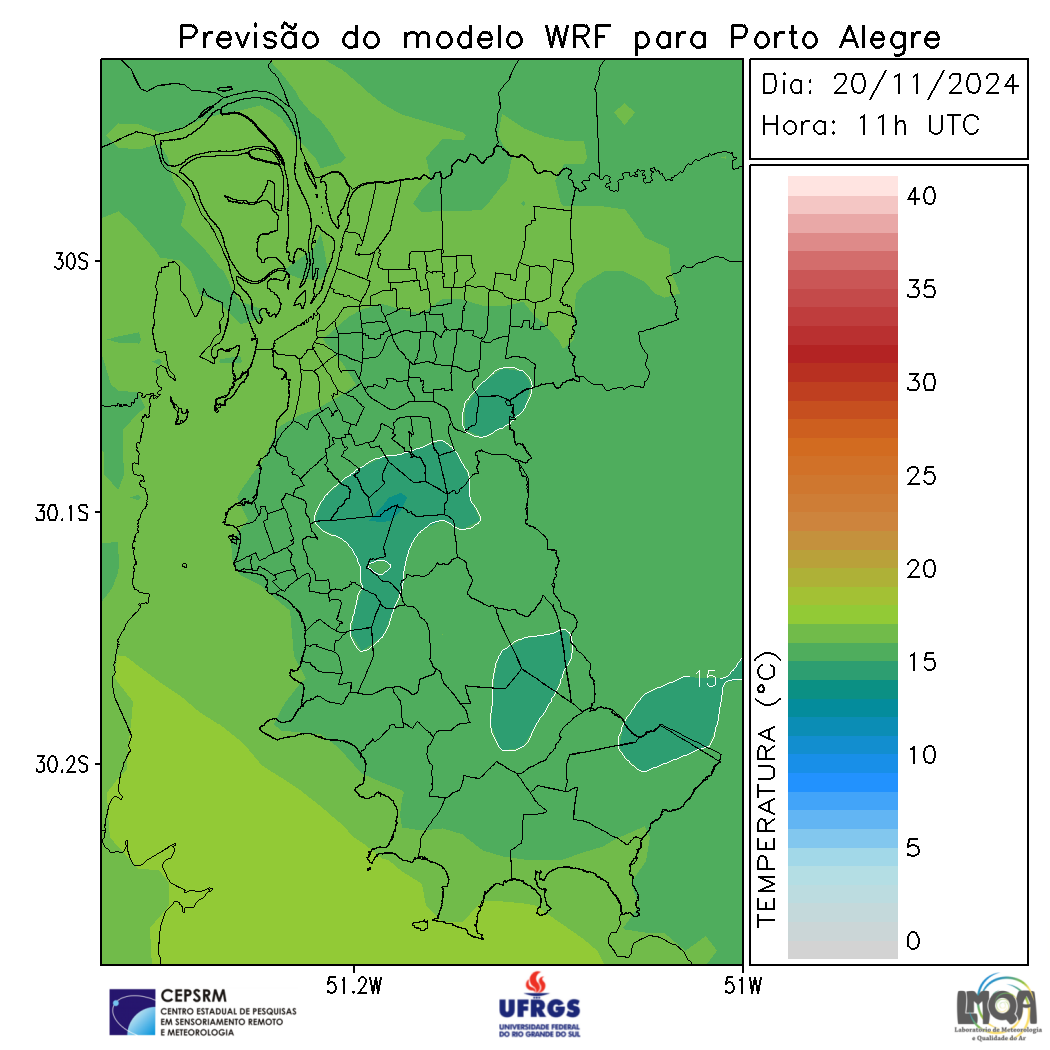 Previsão do modelo WRF para Porto Alegre
Dia: 20/11/2024
Hora: 11h UTC
30S
30.1S
30.2S
51.2W
51W
15
TEMPERATURA (°C)
40
35
30
25
20
15
10
5
0
CEPSRM
CENTRO ESTADUAL DE PESQUISAS
EM SENSORIAMENTO REMOTO
E METEOROLOGIA
UFRGS
UNIVERSIDADE FEDERAL
DO RIO GRANDE DO SUL
LMQA
Laboratório de Meteorologia
e Qualidade do Ar